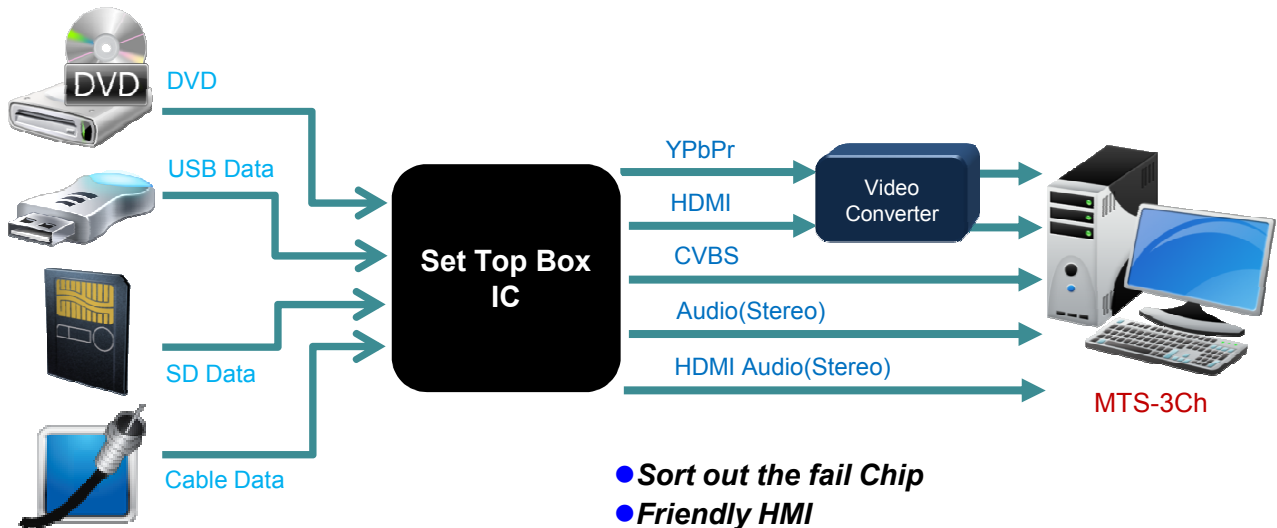 DVD
DVD
USB Data
SD Data
Cable Data
Set Top Box
IC
YPbPr
HDMI
CVBS
Audio(Stereo)
HDMI Audio(Stereo)
Video
Converter
MTS-3Ch
●Sort out the fail Chip
●Friendly HMI